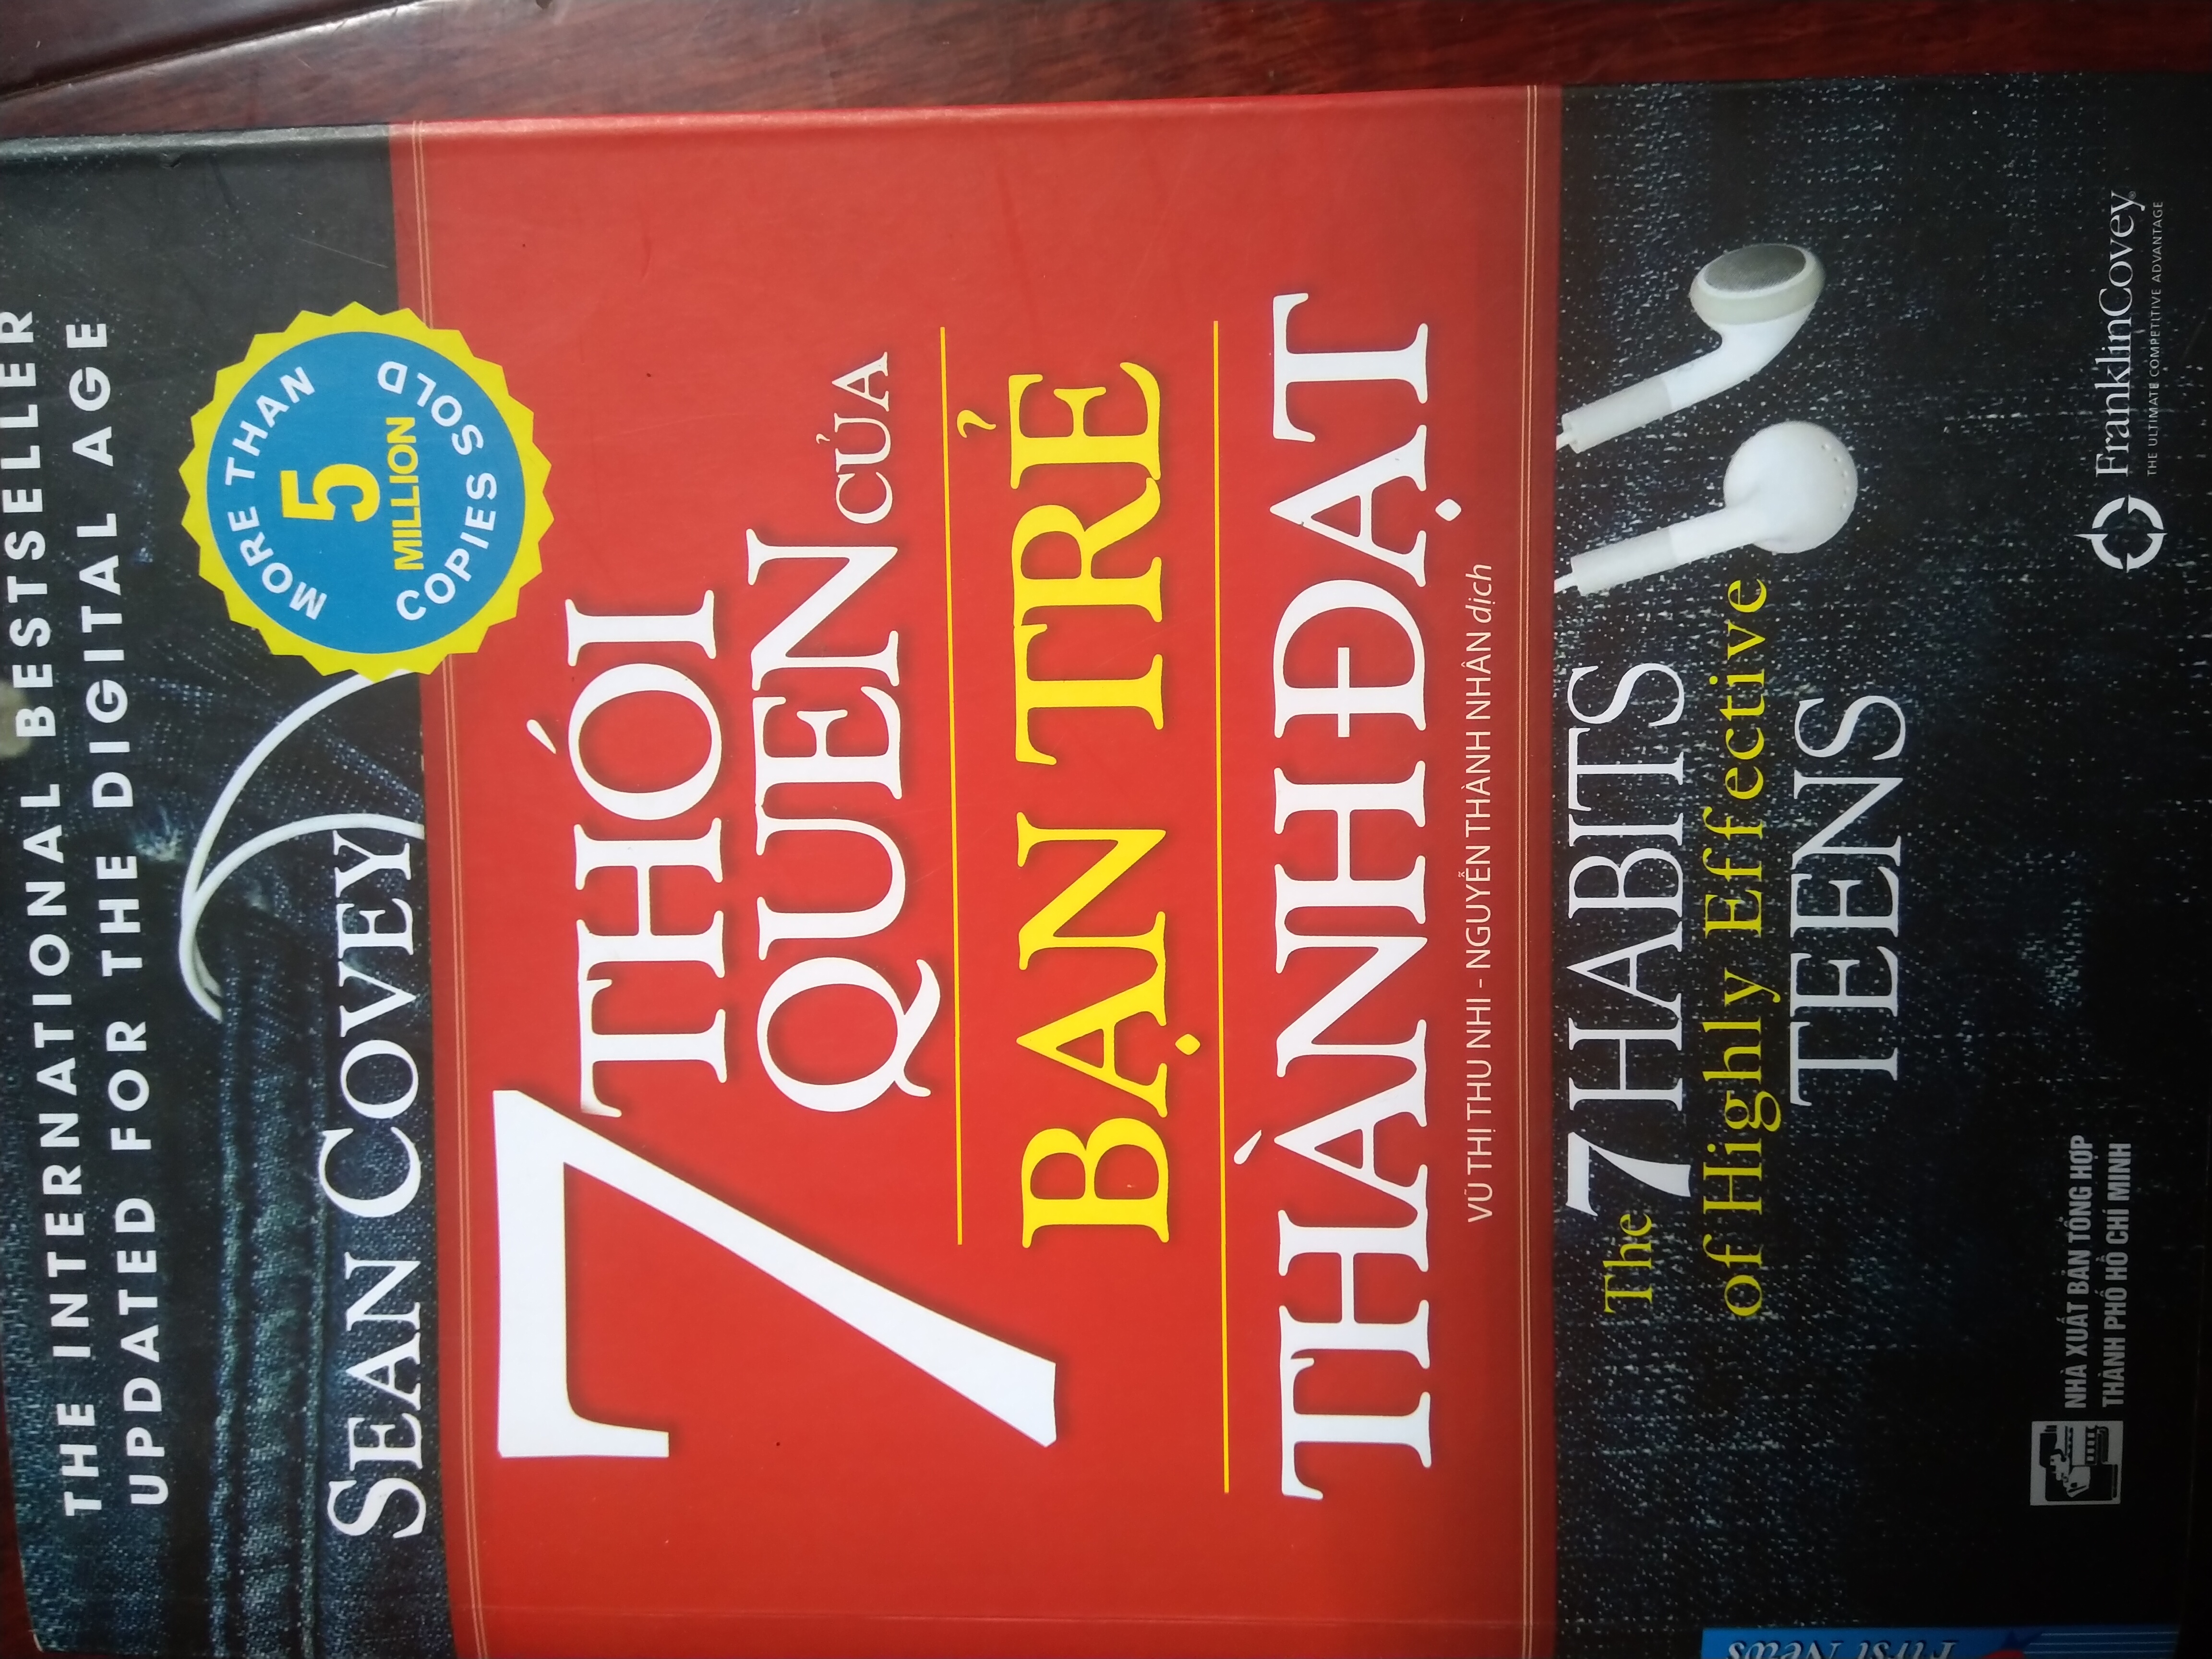 THE INTERNATIONAL BESTSELLER
UPDATED FOR THE DIGITAL AGE
SEAN COVEY
MORE THAN
5
MILLION
COPIES SOLD
7 THÓI
QUEN CỦA
BẠN TRẺ
THÀNH ĐẠT
VŨ THỊ THU NHI - NGUYỄN THÀNH NHÂN dịch
The 7 HABITS
of Highly Effective
TEENS
First News
NHÀ XUẤT BẢN TỔNG HỢP
THÀNH PHỐ HỒ CHÍ MINH
FranklinCovey®
THE ULTIMATE COMPETITIVE ADVANTAGE